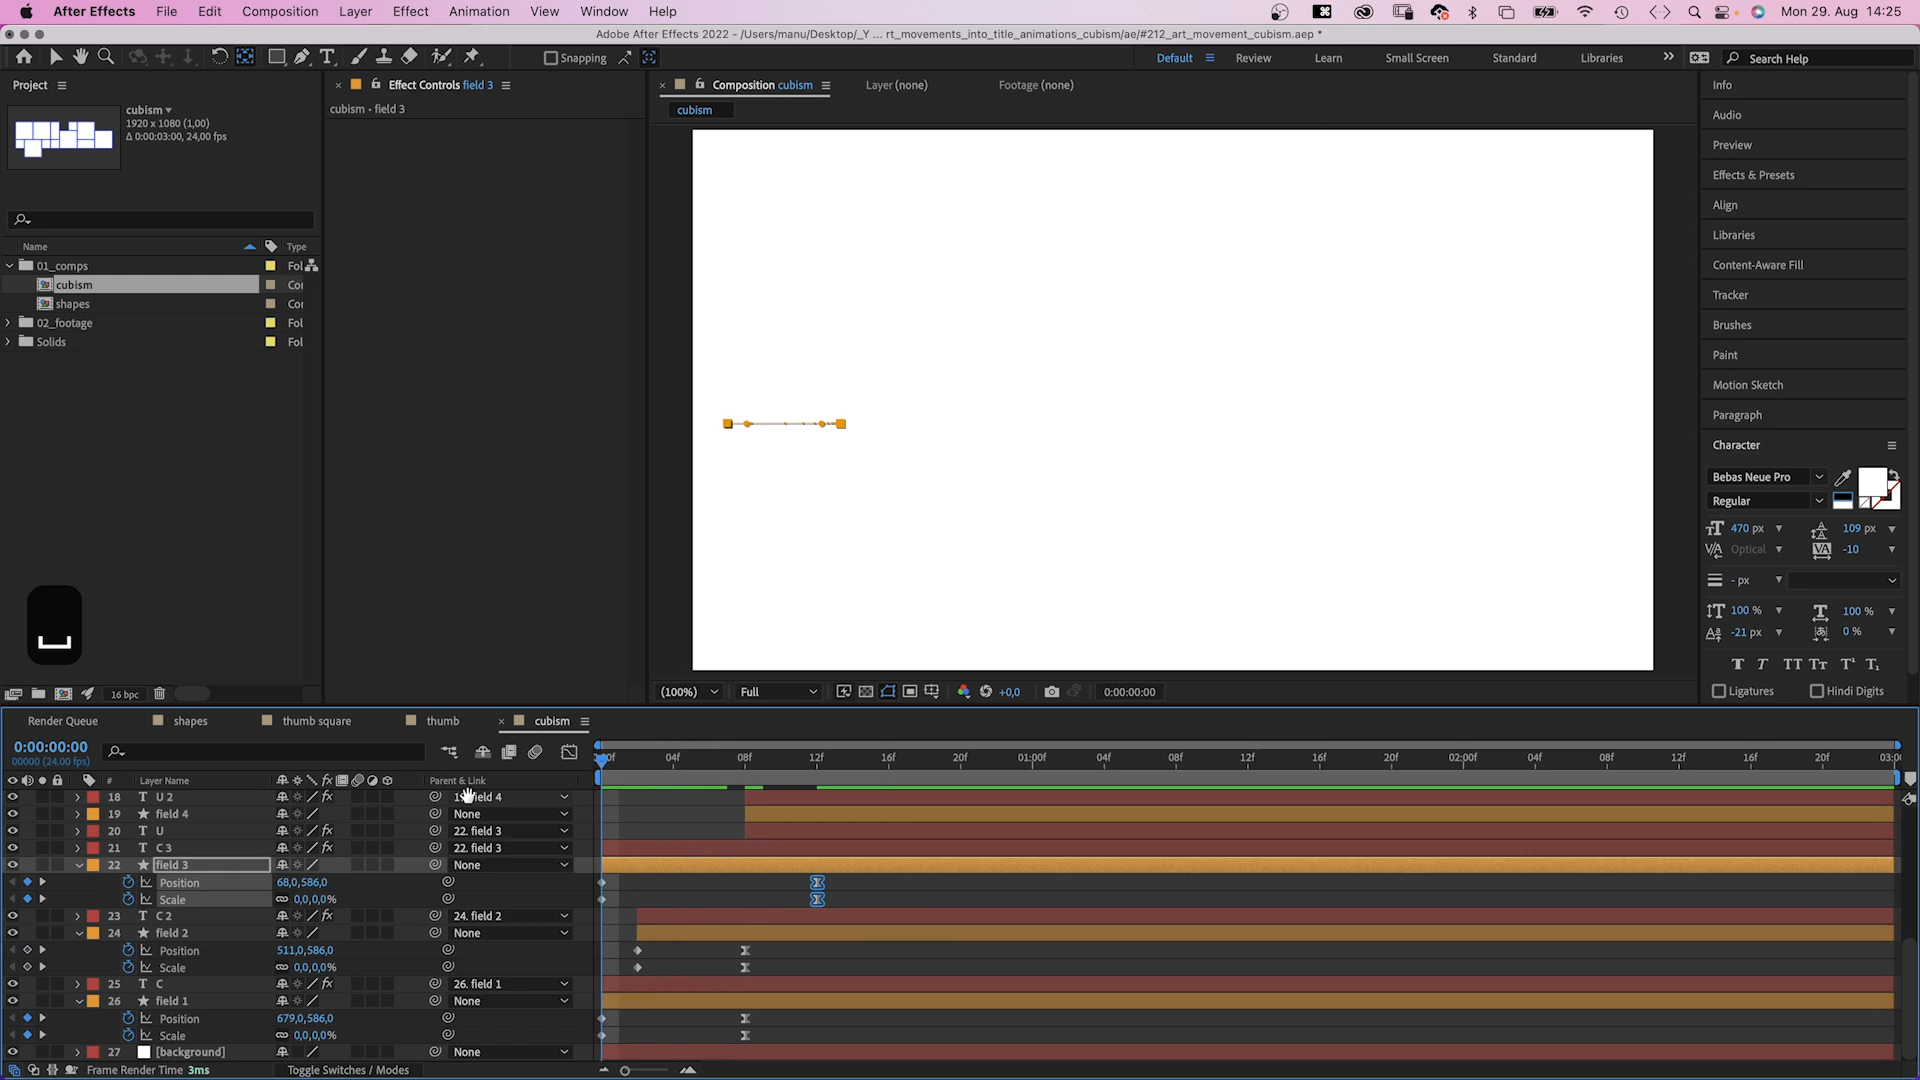 After Effects File Edit Composition Layer Effect Animation View Window Help Mon 29. Aug 14:25
Adobe After Effects 2022 - /Users/manu/Desktop/_Y ... rt_movements_into_title_animations_cubism/ae/#212_art_movement_cubism.aep *
Snapping Default Review Learn Small Screen Standard Libraries Search Help
Project
Effect Controls field 3
Composition cubism
Layer (none)
Footage (none)
cubism
1920 x 1080 (1,00)
Δ 0:00:03:00, 24,00 fps
cubism • field 3
cubism
Name Type
01_comps Fol
cubism Coi
shapes Coi
02_footage Fol
Solids Fol
16 bpc
(100%) Full +0,0 0:00:00:00
Info
Audio
Preview
Effects & Presets
Align
Libraries
Content-Aware Fill
Tracker
Brushes
Paint
Motion Sketch
Paragraph
Character
Bebas Neue Pro
Regular
470 px 109 px
Optical -10
- px
100 % 100 %
-21 px 0 %
Ligatures Hindi Digits
Render Queue shapes thumb square thumb cubism
0:00:00:00
00000 (24.00 fps)
04f 08f 12f 16f 20f 01:00f 04f 08f 12f 16f 20f 02:00f 04f 08f 12f 16f 20f
# Layer Name Parent & Link
18 T U 2 field 4
19 field 4 None
20 T U 22. field 3
21 T C 3 22. field 3
22 field 3 None
Position 68,0,586,0
Scale 0,0,0,0%
23 T C 2 24. field 2
24 field 2 None
Position 511,0,586,0
Scale 0,0,0,0%
25 T C 26. field 1
26 field 1 None
Position 679,0,586,0
Scale 0,0,0,0%
27 [background] None
Frame Render Time 3ms Toggle Switches / Modes